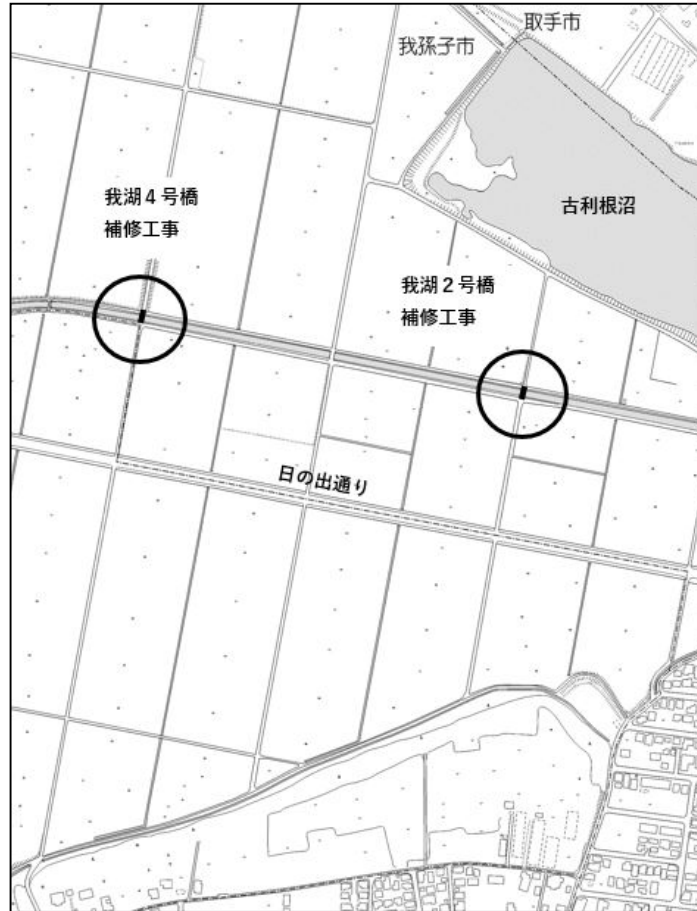 取手市
我孫子市
我湖４号橋
補修工事
古利根沼
我湖２号橋
補修工事
日の出通り